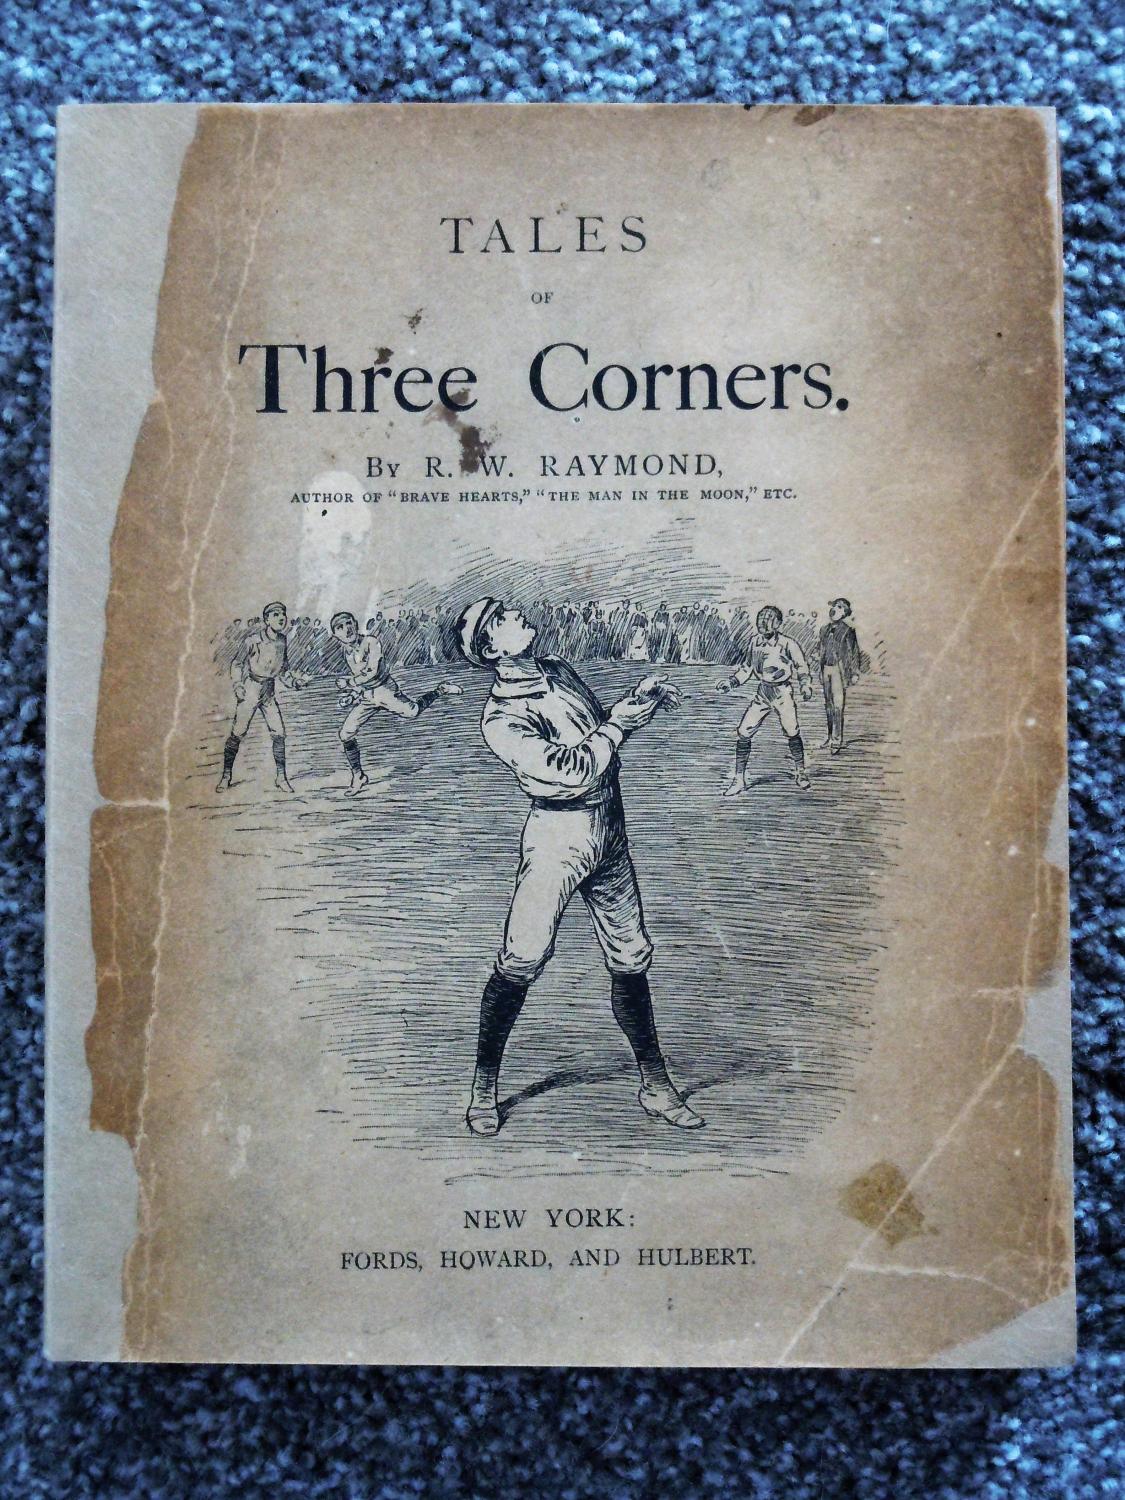 TALES
OF
Three Corners.
By R. W. RAYMOND,
AUTHOR OF “BRAVE HEARTS,” “THE MAN IN THE MOON,” ETC.
NEW YORK:
FORDS, HOWARD, AND HULBERT.